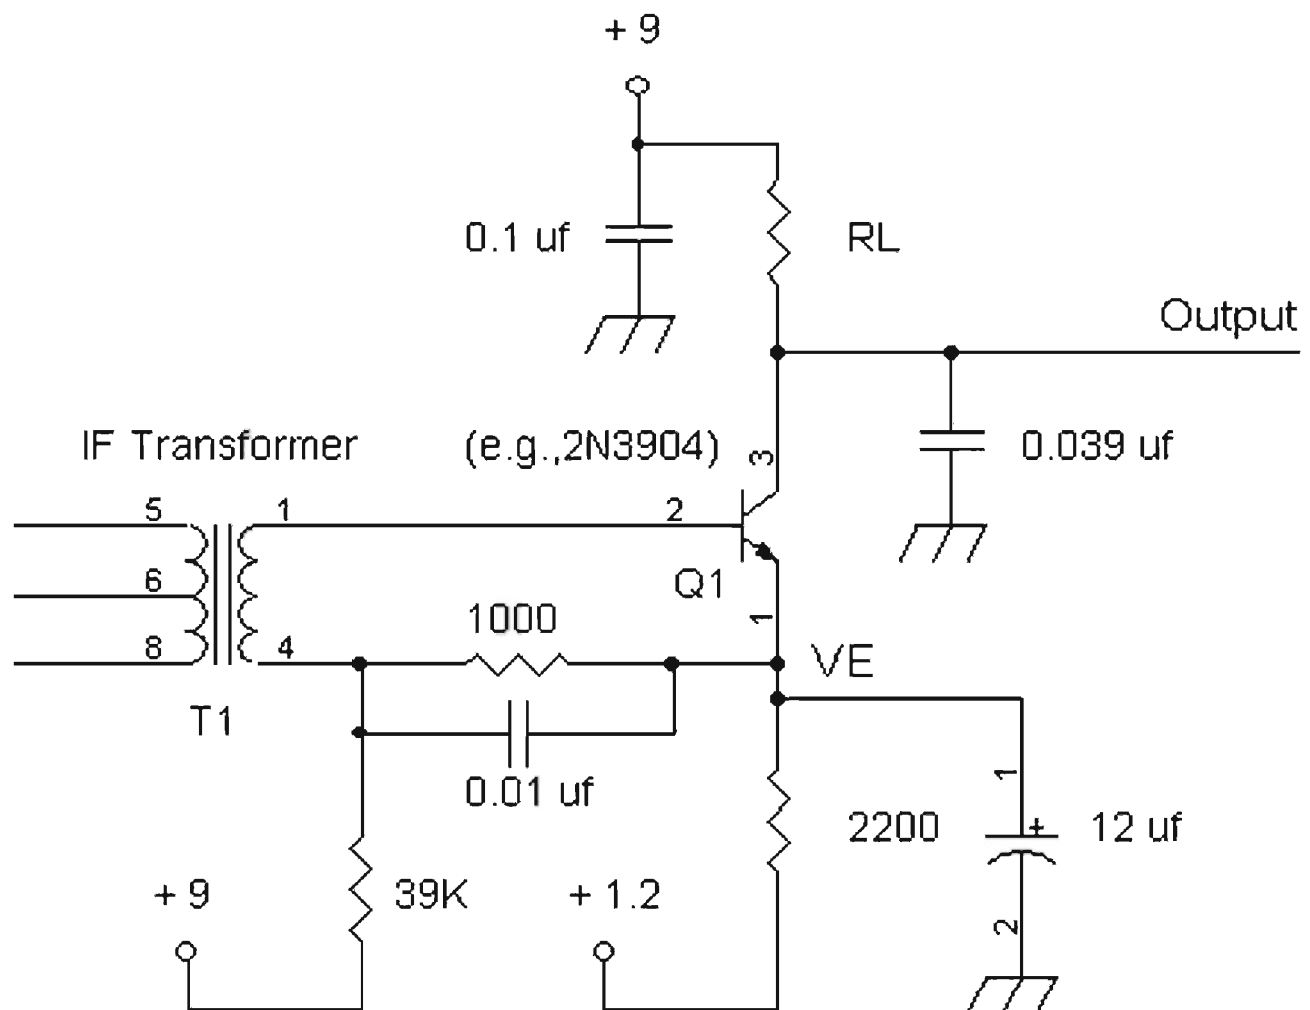 + 9
0.1 uf
RL
Output
IF Transformer
(e.g.,2N3904)
3
0.039 uf
5
1
2
6
Q1
1000
1
8
4
VE
T1
0.01 uf
1
2200
+
12 uf
+ 9
39K
+ 1.2
2